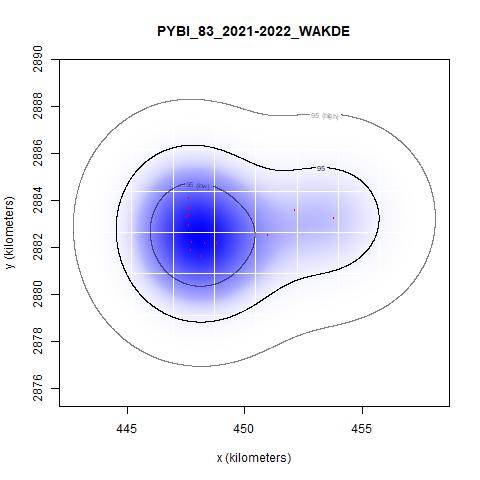 PYBI_83_2021-2022_WAKDE
2890
2888
2886
2884
2882
2880
2878
2876
y (kilometers)
95 (high)
95
95 (low)
445
450
455
x (kilometers)